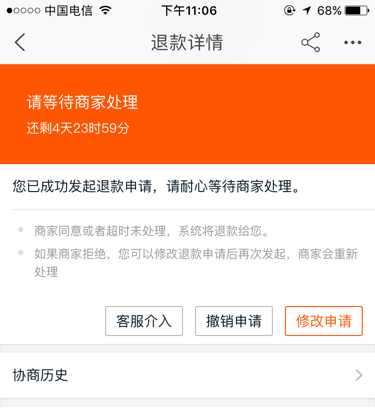 中国电信 下午11:06 68%
退款详情
请等待商家处理
还剩4天23时59分
您已成功发起退款申请，请耐心等待商家处理。
商家同意或者超时未处理，系统将退款给您。
如果商家拒绝，您可以修改退款申请后再次发起，商家会重新
处理
客服介入 撤销申请 修改申请
协商历史